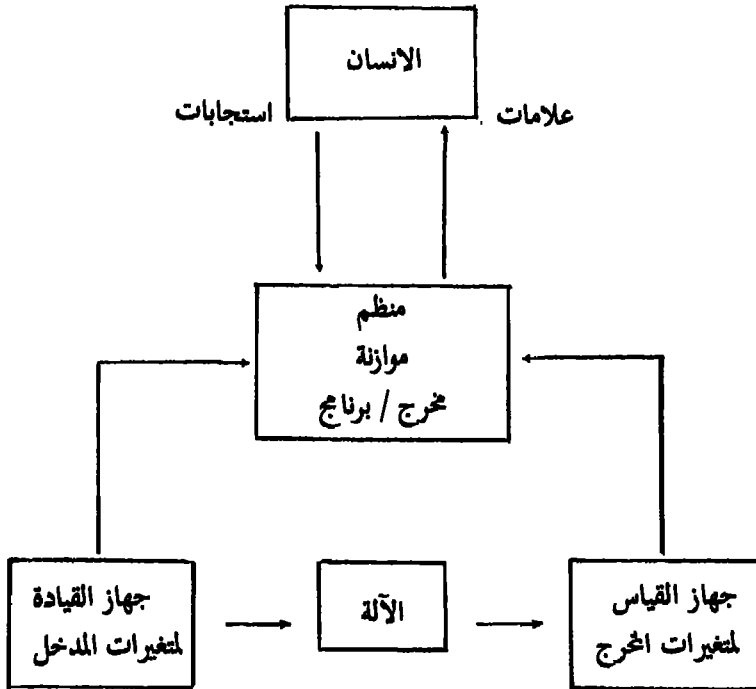 الانسان
علامات
استجابات
منظم
موازنة
مخرج / برنامج
جهاز القياس
لمتغيرات المخرج
الآلة
جهاز القيادة
لمتغيرات المدخل